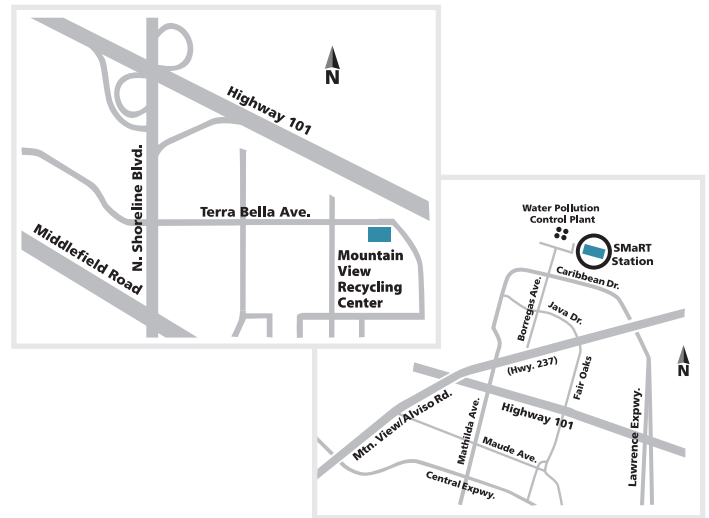 N
Highway 101
N. Shoreline Blvd.
Terra Bella Ave.
Middlefield Road
Mountain
View
Recycling
Center
Water Pollution
Control Plant
SMaRT
Station
Caribbean Dr.
Borregas Ave.
Java Dr.
N
(Hwy. 237)
Fair Oaks
Mtn. View/Alviso Rd.
Mathilda Ave.
Highway 101
Lawrence Expwy.
Maude Ave.
Central Expwy.